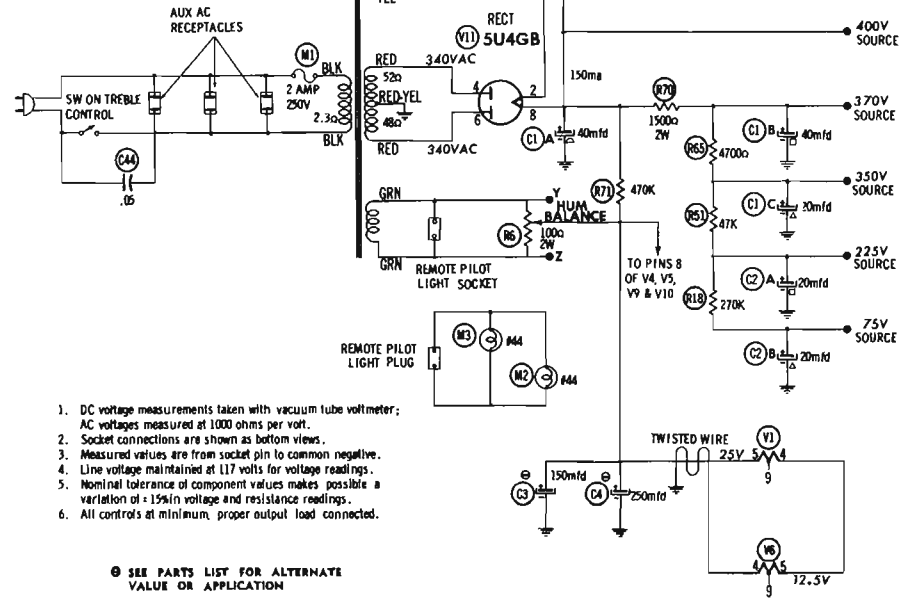 YEL
AUX AC
RECEPTACLES
RECT
V11 5U4GB
400V
SOURCE
M1
BLK
RED
340VAC
52Ω
2 AMP
250V
150ma
SW ON TREBLE
CONTROL
RED-YEL
4
2
6
8
R70
1500Ω
2W
370V
SOURCE
2.3Ω
48Ω
BLK
RED
340VAC
C1 A
40mfd
C1 B
40mfd
R65
4700Ω
C44
.05
R71
470K
350V
SOURCE
C1 C
20mfd
GRN
Y
HUM
BALANCE
R6
100Ω
2W
Z
GRN
R51
47K
REMOTE PILOT
LIGHT SOCKET
TO PINS 8
OF V4, V5,
V9 & V10
225V
SOURCE
C2 A
20mfd
R18
270K
75V
SOURCE
C2 B
20mfd
REMOTE PILOT
LIGHT PLUG
M3
#44
M2
#44
1. DC voltage measurements taken with vacuum tube voltmeter;
AC voltages measured at 1000 ohms per volt.
2. Socket connections are shown as bottom views.
3. Measured values are from socket pin to common negative.
4. Line voltage maintained at 117 volts for voltage readings.
5. Nominal tolerance of component values makes possible a
variation of ± 15% in voltage and resistance readings.
6. All controls at minimum, proper output load connected.
TWISTED WIRE
25V
V1
5 4
9
C3
150mfd
C4
250mfd
V6
4 5
12.5V
9
⊖ SEE PARTS LIST FOR ALTERNATE
VALUE OR APPLICATION